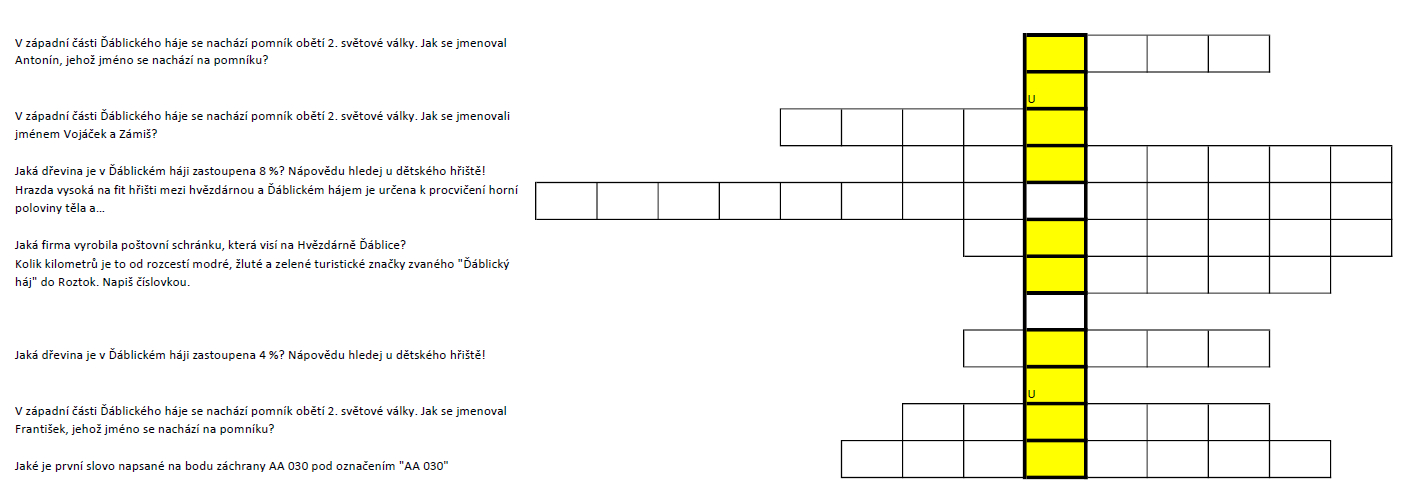 V západní části Ďáblického háje se nachází pomník obětí 2. světové války. Jak se jmenoval
Antonín, jehož jméno se nachází na pomníku?
U
V západní části Ďáblického háje se nachází pomník obětí 2. světové války. Jak se jmenovali
jménem Vojáček a Zámiš?
Jaká dřevina je v Ďáblickém háji zastoupena 8 %? Nápovědu hledej u dětského hřiště!
Hrazda vysoká na fit hřišti mezi hvězdárnou a Ďáblickém hájem je určena k procvičení horní
poloviny těla a...
Jaká firma vyrobila poštovní schránku, která visí na Hvězdárně Ďáblice?
Kolik kilometrů je to od rozcestí modré, žluté a zelené turistické značky zvaného "Ďáblický
háj" do Roztok. Napiš číslovkou.
Jaká dřevina je v Ďáblickém háji zastoupena 4 %? Nápovědu hledej u dětského hřiště!
U
V západní části Ďáblického háje se nachází pomník obětí 2. světové války. Jak se jmenoval
František, jehož jméno se nachází na pomníku?
Jaké je první slovo napsané na bodu záchrany AA 030 pod označením "AA 030"